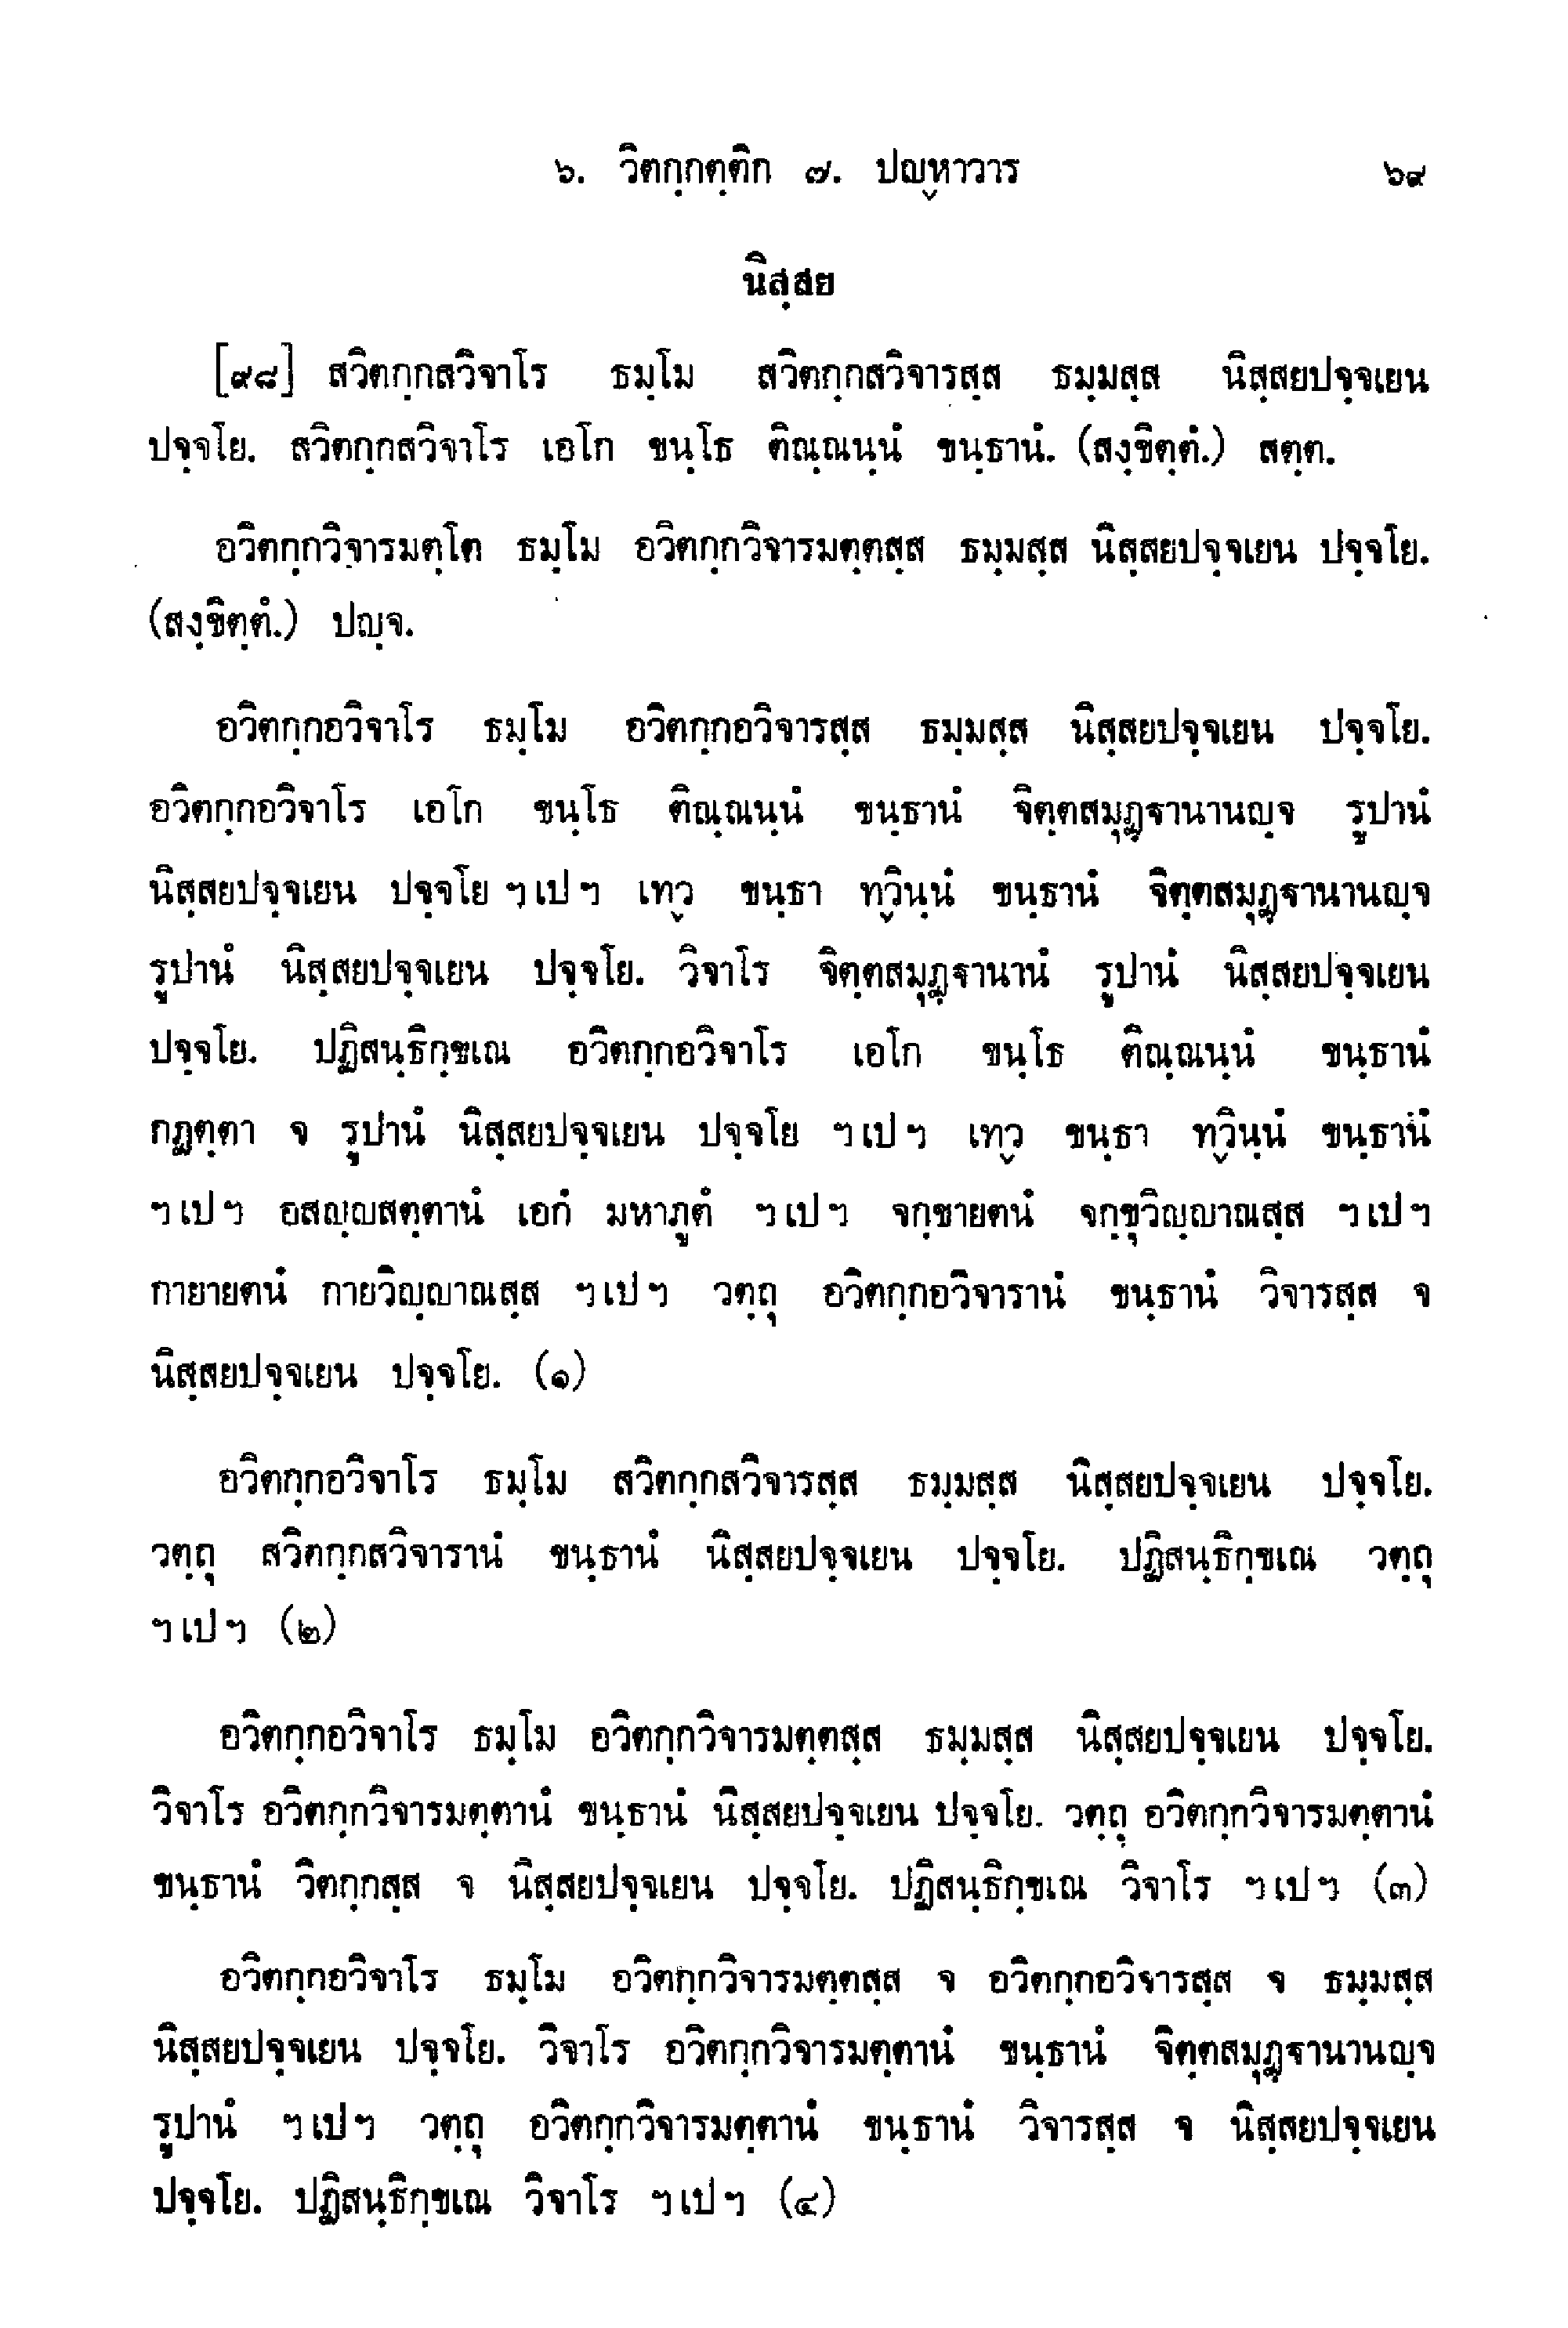 ๖. วิตกฺกตฺติก ๗. ปญฺหาวาร ๖๙
นิสฺสย
[๙๘] สวิตกฺกสวิจาโร ธมฺโม สวิตกฺกสวิจารสฺส ธมฺมสฺส นิสฺสยปจฺจเยน
ปจฺจโย. สวิตกฺกสวิจาโร เอโก ขนฺโธ ติณฺณนฺนํ ขนฺธานํ. (สงฺขิตฺตํ.) สตฺต.
อวิตกฺกวิจารมตฺโต ธมฺโม อวิตกฺกวิจารมตฺตสฺส ธมฺมสฺส นิสฺสยปจฺจเยน ปจฺจโย.
(สงฺขิตฺตํ.) ปญฺจ.
อวิตกฺกอวิจาโร ธมฺโม อวิตกฺกอวิจารสฺส ธมฺมสฺส นิสฺสยปจฺจเยน ปจฺจโย.
อวิตกฺกอวิจาโร เอโก ขนฺโธ ติณฺณนฺนํ ขนฺธานํ จิตฺตสมุฏฺฐานานญฺจ รูปานํ
นิสฺสยปจฺจเยน ปจฺจโย ฯเปฯ เทฺว ขนฺธา ทฺวินฺนํ ขนฺธานํ จิตฺตสมุฏฺฐานานญฺจ
รูปานํ นิสฺสยปจฺจเยน ปจฺจโย. วิจาโร จิตฺตสมุฏฺฐานานํ รูปานํ นิสฺสยปจฺจเยน
ปจฺจโย. ปฏิสนฺธิกฺขเณ อวิตกฺกอวิจาโร เอโก ขนฺโธ ติณฺณนฺนํ ขนฺธานํ
กฏตฺตา จ รูปานํ นิสฺสยปจฺจเยน ปจฺจโย ฯเปฯ เทฺว ขนฺธา ทฺวินฺนํ ขนฺธานํ
ฯเปฯ อสญฺญสตฺตานํ เอกํ มหาภูตํ ฯเปฯ จกฺขายตนํ จกฺขุวิญฺญาณสฺส ฯเปฯ
กายายตนํ กายวิญฺญาณสฺส ฯเปฯ วตฺถุ อวิตกฺกอวิจารานํ ขนฺธานํ วิจารสฺส จ
นิสฺสยปจฺจเยน ปจฺจโย. (๑)
อวิตกฺกอวิจาโร ธมฺโม สวิตกฺกสวิจารสฺส ธมฺมสฺส นิสฺสยปจฺจเยน ปจฺจโย.
วตฺถุ สวิตกฺกสวิจารานํ ขนฺธานํ นิสฺสยปจฺจเยน ปจฺจโย. ปฏิสนฺธิกฺขเณ วตฺถุ
ฯเปฯ (๒)
อวิตกฺกอวิจาโร ธมฺโม อวิตกฺกวิจารมตฺตสฺส ธมฺมสฺส นิสฺสยปจฺจเยน ปจฺจโย.
วิจาโร อวิตกฺกวิจารมตฺตานํ ขนฺธานํ นิสฺสยปจฺจเยน ปจฺจโย. วตฺถุ อวิตกฺกวิจารมตฺตานํ
ขนฺธานํ วิตกฺกสฺส จ นิสฺสยปจฺจเยน ปจฺจโย. ปฏิสนฺธิกฺขเณ วิจาโร ฯเปฯ (๓)
อวิตกฺกอวิจาโร ธมฺโม อวิตกฺกวิจารมตฺตสฺส จ อวิตกฺกอวิจารสฺส จ ธมฺมสฺส
นิสฺสยปจฺจเยน ปจฺจโย. วิจาโร อวิตกฺกวิจารมตฺตานํ ขนฺธานํ จิตฺตสมุฏฺฐานานญฺจ
รูปานํ ฯเปฯ วตฺถุ อวิตกฺกวิจารมตฺตานํ ขนฺธานํ วิจารสฺส จ นิสฺสยปจฺจเยน
ปจฺจโย. ปฏิสนฺธิกฺขเณ วิจาโร ฯเปฯ (๔)